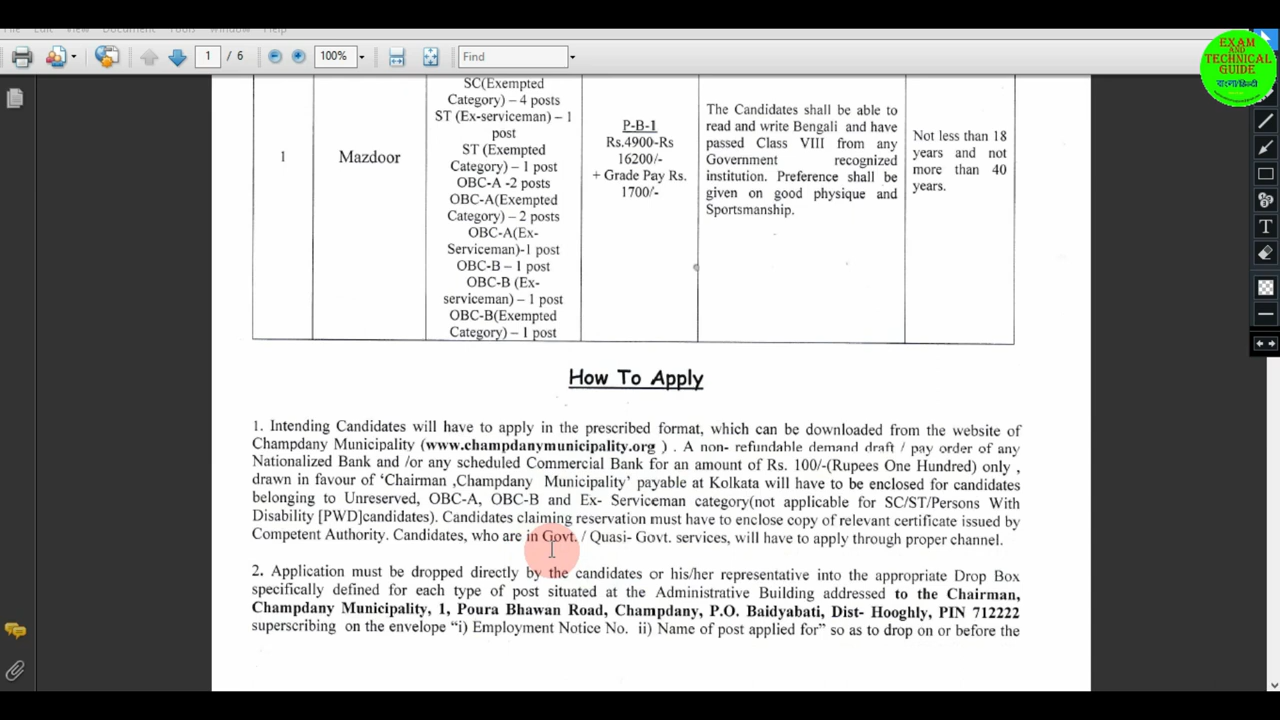 File Edit View Document Tools Window Help
1 / 6
100%
Find
EXAM
AND
TECHNICAL
GUIDE
বাংলা/हिन्दी
1
Mazdoor
SC(Exempted
Category) – 4 posts
ST (Ex-serviceman) – 1
post
ST (Exempted
Category) – 1 post
OBC-A -2 posts
OBC-A(Exempted
Category) – 2 posts
OBC-A(Ex-
Serviceman)-1 post
OBC-B – 1 post
OBC-B (Ex-
serviceman) – 1 post
OBC-B(Exempted
Category) – 1 post
P-B-1
Rs.4900-Rs
16200/-
+ Grade Pay Rs.
1700/-
The Candidates shall be able to
read and write Bengali and have
passed Class VIII from any
Government recognized
institution. Preference shall be
given on good physique and
Sportsmanship.
Not less than 18
years and not
more than 40
years.
How To Apply
1. Intending Candidates will have to apply in the prescribed format, which can be downloaded from the website of
Champdany Municipality (www.champdanymunicipality.org ) . A non- refundable demand draft / pay order of any
Nationalized Bank and /or any scheduled Commercial Bank for an amount of Rs. 100/-(Rupees One Hundred) only ,
drawn in favour of ‘Chairman ,Champdany Municipality’ payable at Kolkata will have to be enclosed for candidates
belonging to Unreserved, OBC-A, OBC-B and Ex- Serviceman category(not applicable for SC/ST/Persons With
Disability [PWD]candidates). Candidates claiming reservation must have to enclose copy of relevant certificate issued by
Competent Authority. Candidates, who are in Govt. / Quasi- Govt. services, will have to apply through proper channel.
2. Application must be dropped directly by the candidates or his/her representative into the appropriate Drop Box
specifically defined for each type of post situated at the Administrative Building addressed to the Chairman,
Champdany Municipality, 1, Poura Bhawan Road, Champdany, P.O. Baidyabati, Dist- Hooghly, PIN 712222
superscribing on the envelope “i) Employment Notice No. ii) Name of post applied for” so as to drop on or before the